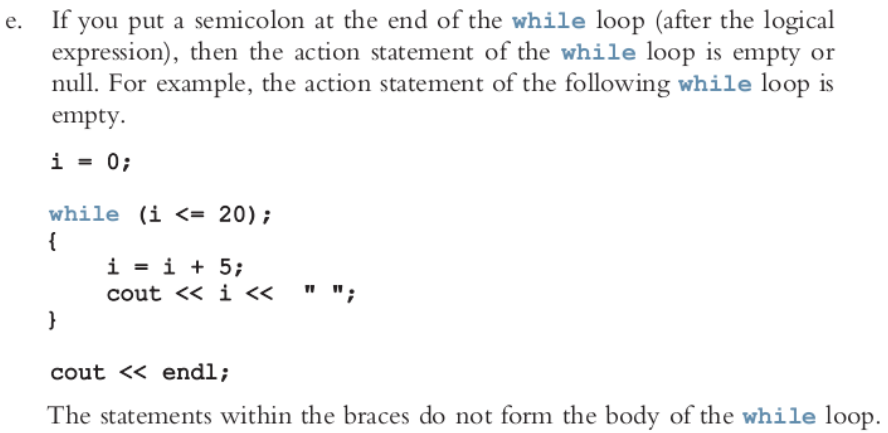 e. If you put a semicolon at the end of the while loop (after the logical
expression), then the action statement of the while loop is empty or
null. For example, the action statement of the following while loop is
empty.
i = 0;
while (i <= 20);
{
    i = i + 5;
    cout << i <<  " ";
}
cout << endl;
The statements within the braces do not form the body of the while loop.